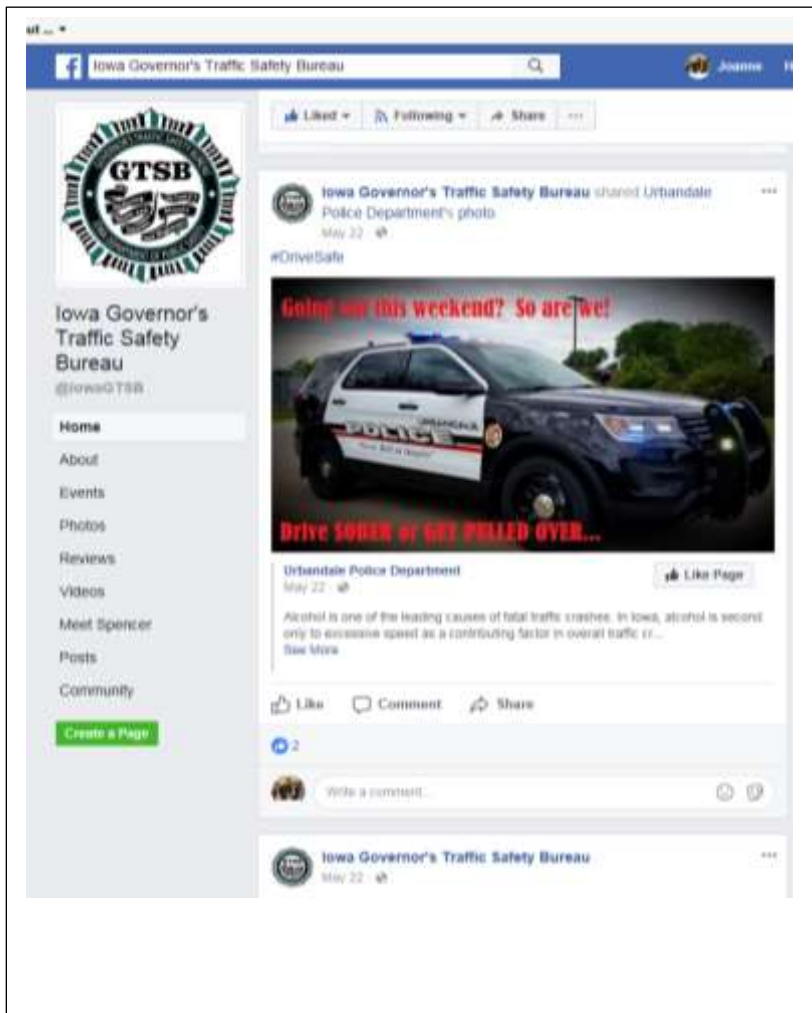 ut ...
Iowa Governor's Traffic Safety Bureau
Joanne H
GTSB
Iowa Governor's
Traffic Safety
Bureau
@IowaGTSB
Home
About
Events
Photos
Reviews
Videos
Meet Spencer
Posts
Community
Create a Page
Liked Following Share ...
Iowa Governor's Traffic Safety Bureau shared Urbandale
Police Department's photo.
May 22
#DriveSafe
Going out this weekend? So are we!
URBANDALE
POLICE
Drive SOBER or GET PULLED OVER...
Urbandale Police Department
May 22
Like Page
Alcohol is one of the leading causes of fatal traffic crashes. In Iowa, alcohol is second
only to excessive speed as a contributing factor in overall traffic cr...
See More
Like Comment Share
2
Write a comment...
Iowa Governor's Traffic Safety Bureau
May 22